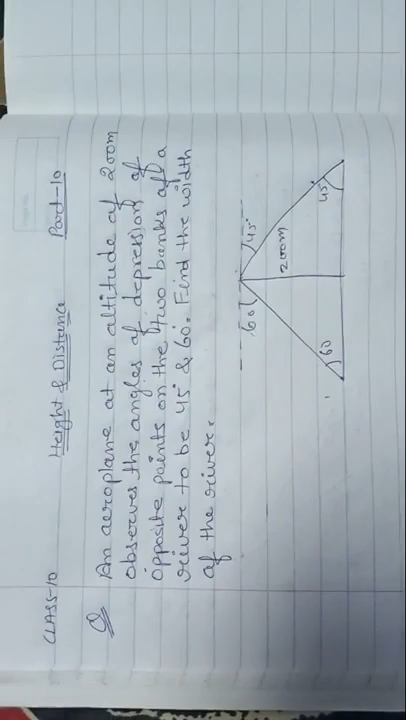 CLASS-10 Height & Distance Part-10
Q An aeroplane at an altitude of 200m
observes the angles of depression of
opposite points on the two banks of a
river to be 45° & 60°. Find the width
of the river.
60 45°
200m
60 45